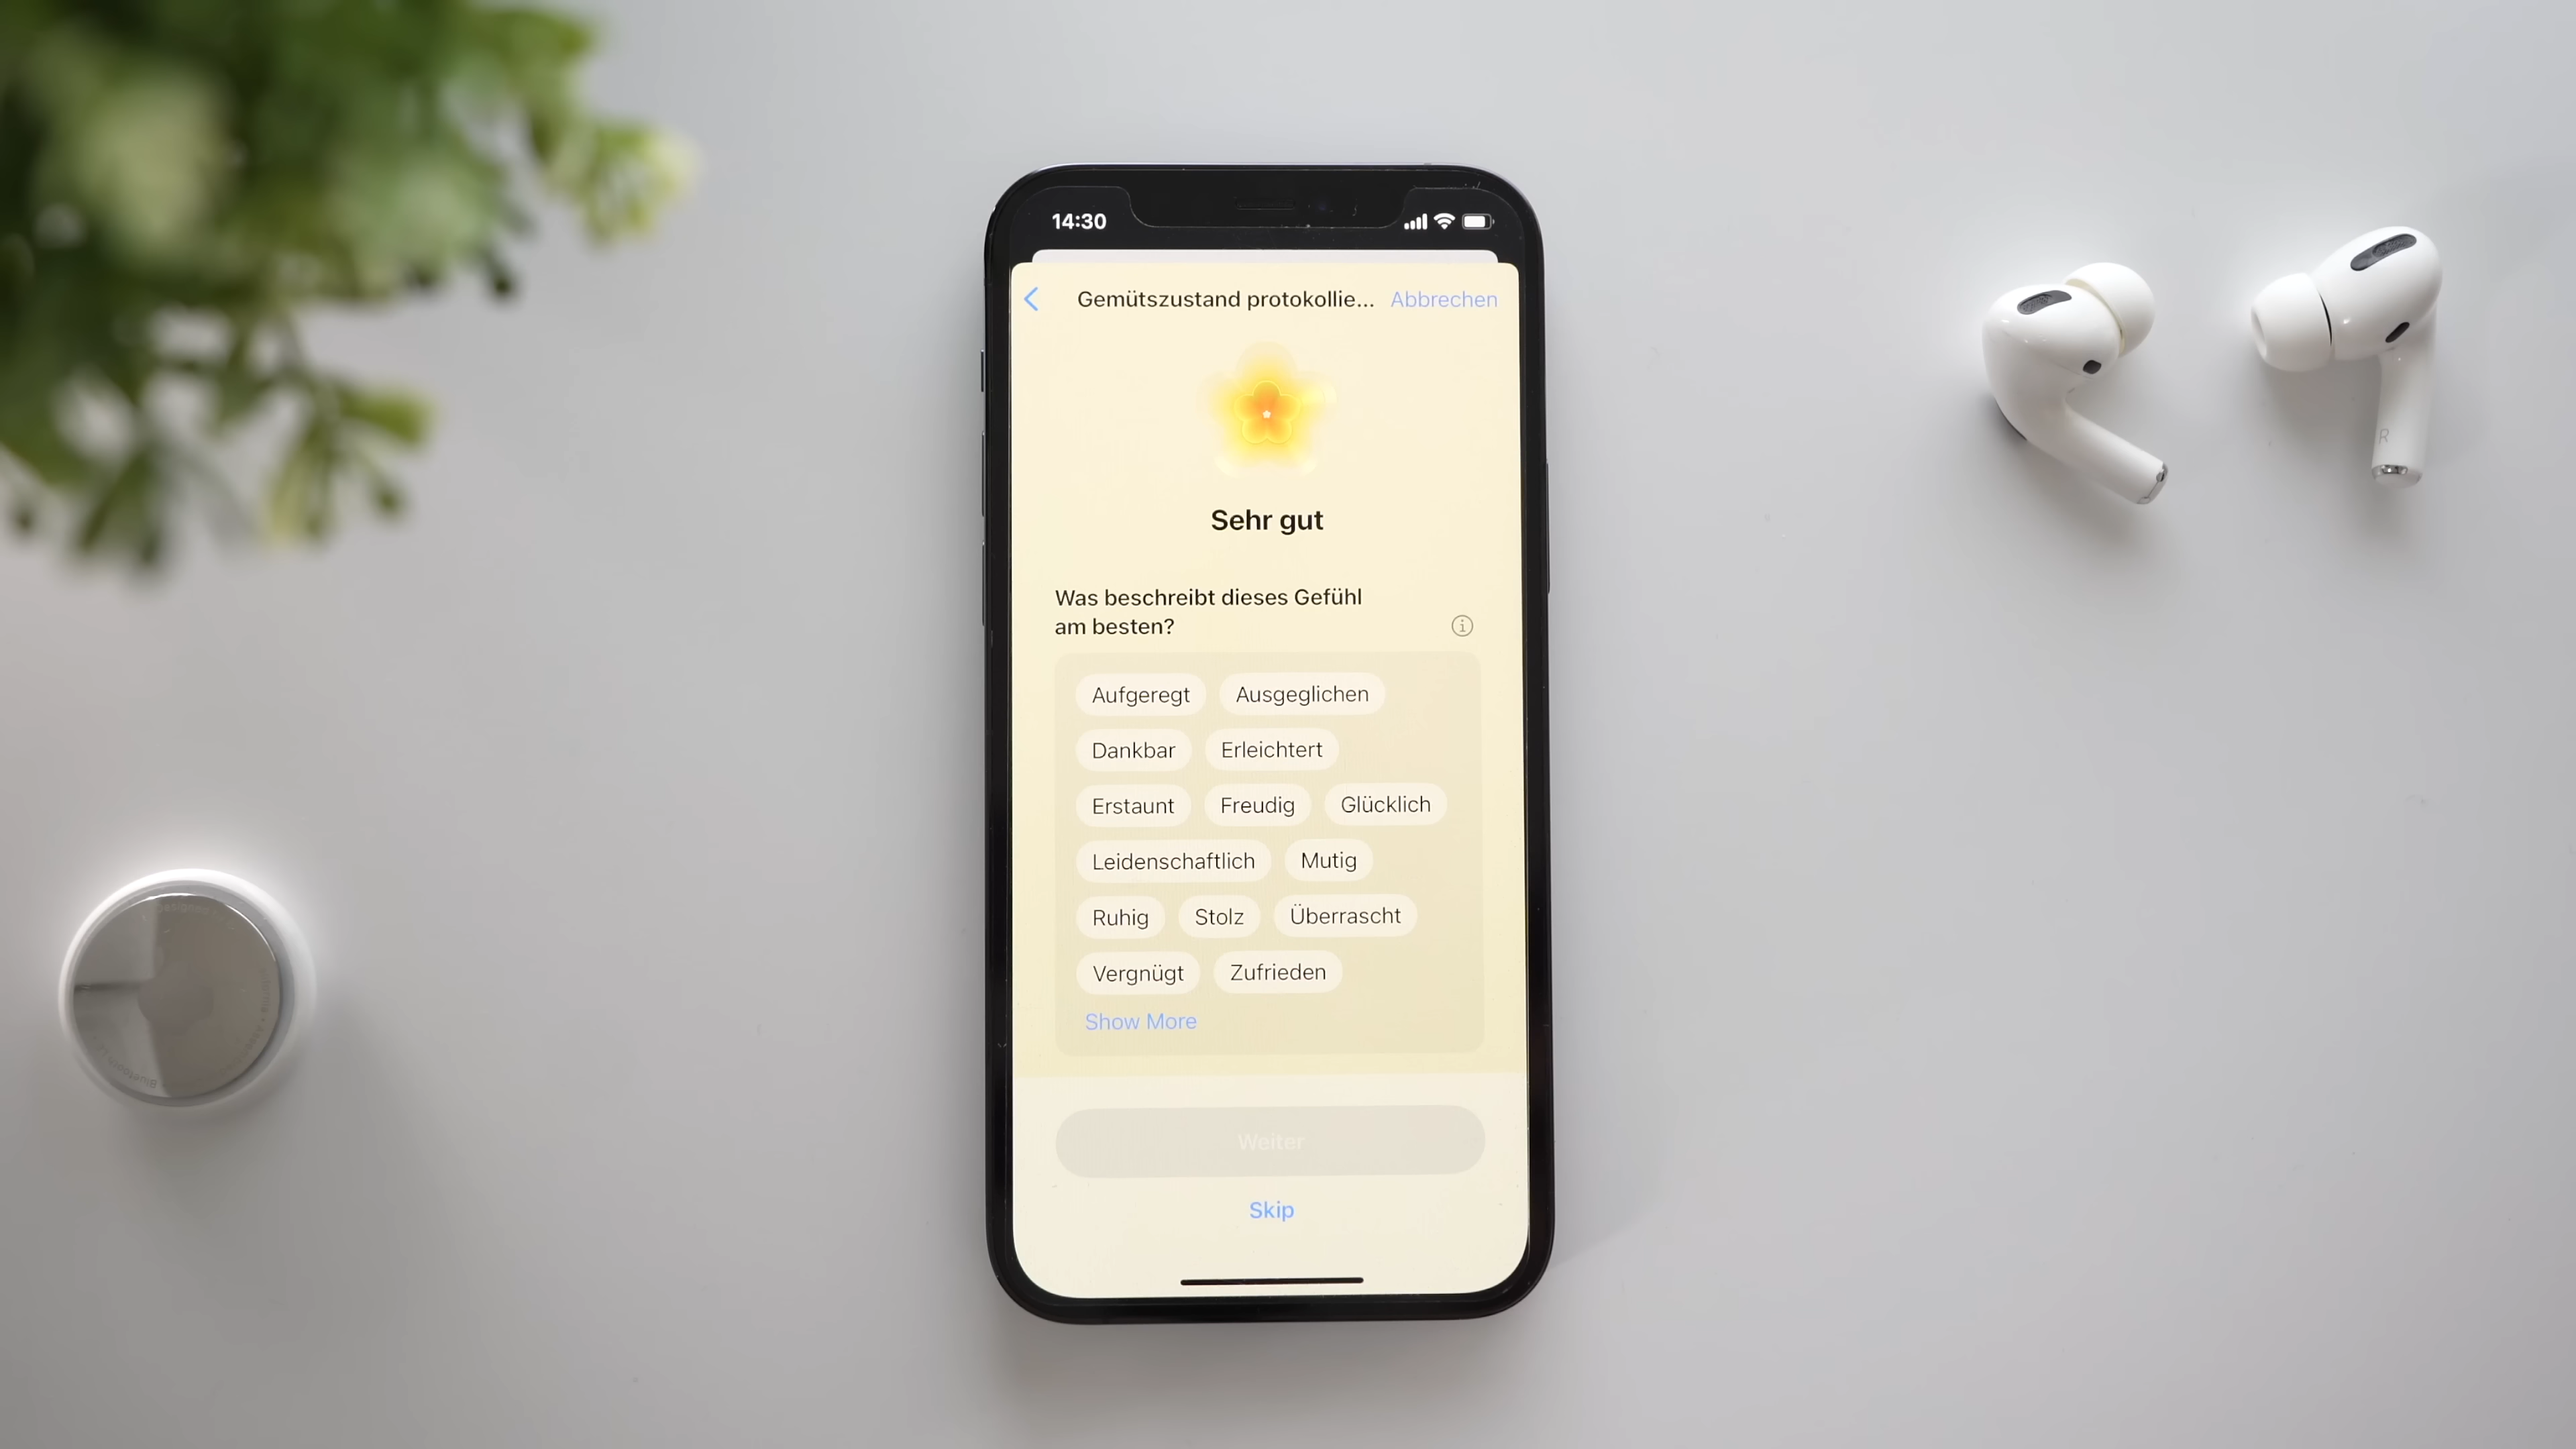 14:30
Gemütszustand protokollie... Abbrechen
Sehr gut
Was beschreibt dieses Gefühl
am besten?
Aufgeregt Ausgeglichen
Dankbar Erleichtert
Erstaunt Freudig Glücklich
Leidenschaftlich Mutig
Ruhig Stolz Überrascht
Vergnügt Zufrieden
Show More
Weiter
Skip
R